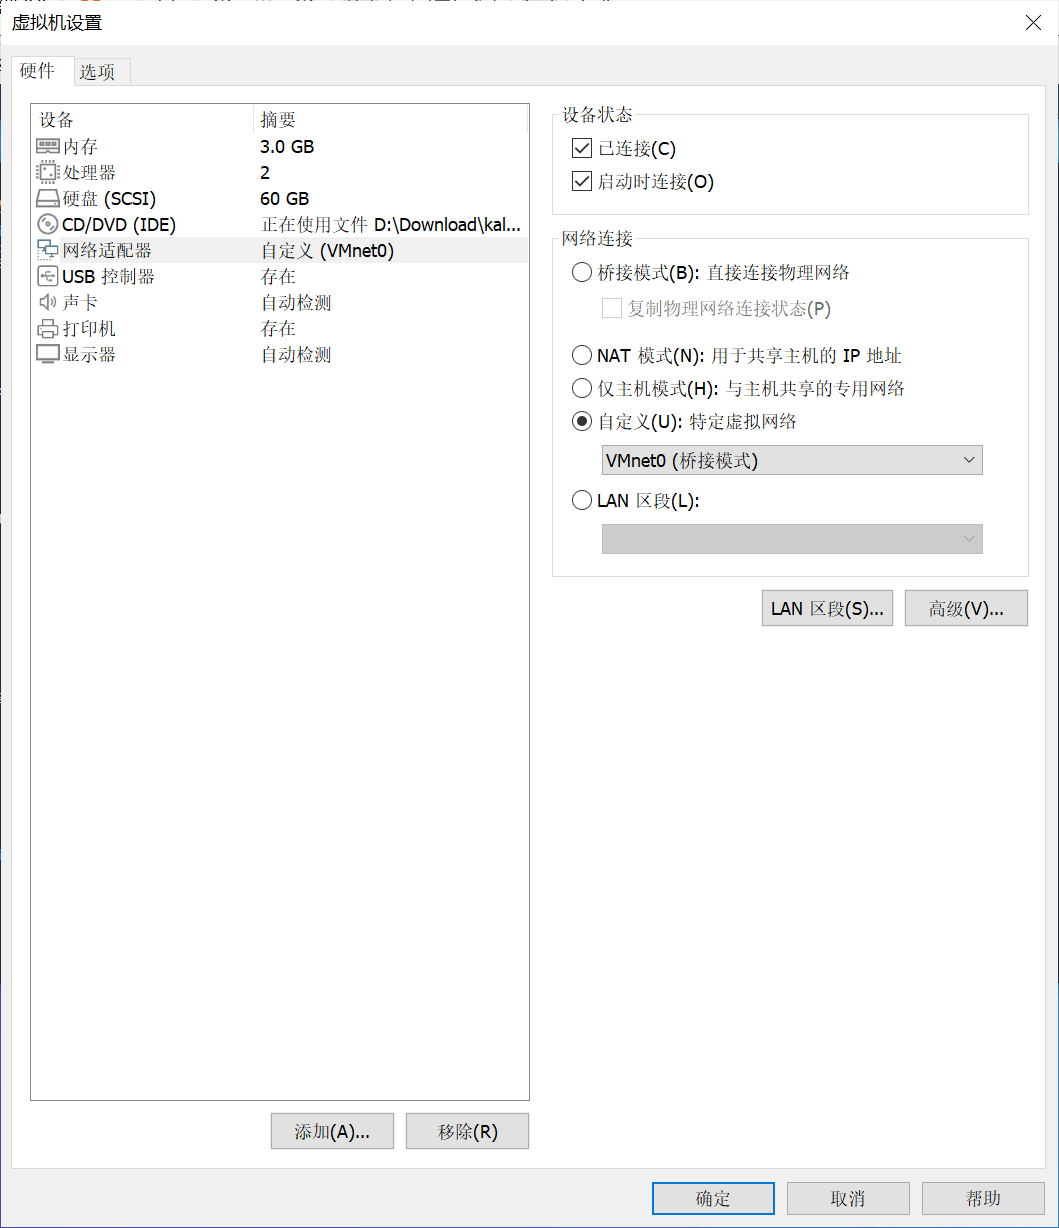 虚拟机设置
硬件 选项
设备 摘要
内存 3.0 GB
处理器 2
硬盘 (SCSI) 60 GB
CD/DVD (IDE) 正在使用文件 D:\Download\kal...
网络适配器 自定义 (VMnet0)
USB 控制器 存在
声卡 自动检测
打印机 存在
显示器 自动检测
添加(A)... 移除(R)
设备状态
已连接(C)
启动时连接(O)
网络连接
桥接模式(B): 直接连接物理网络
复制物理网络连接状态(P)
NAT 模式(N): 用于共享主机的 IP 地址
仅主机模式(H): 与主机共享的专用网络
自定义(U): 特定虚拟网络
VMnet0 (桥接模式)
LAN 区段(L):
LAN 区段(S)... 高级(V)...
确定 取消 帮助